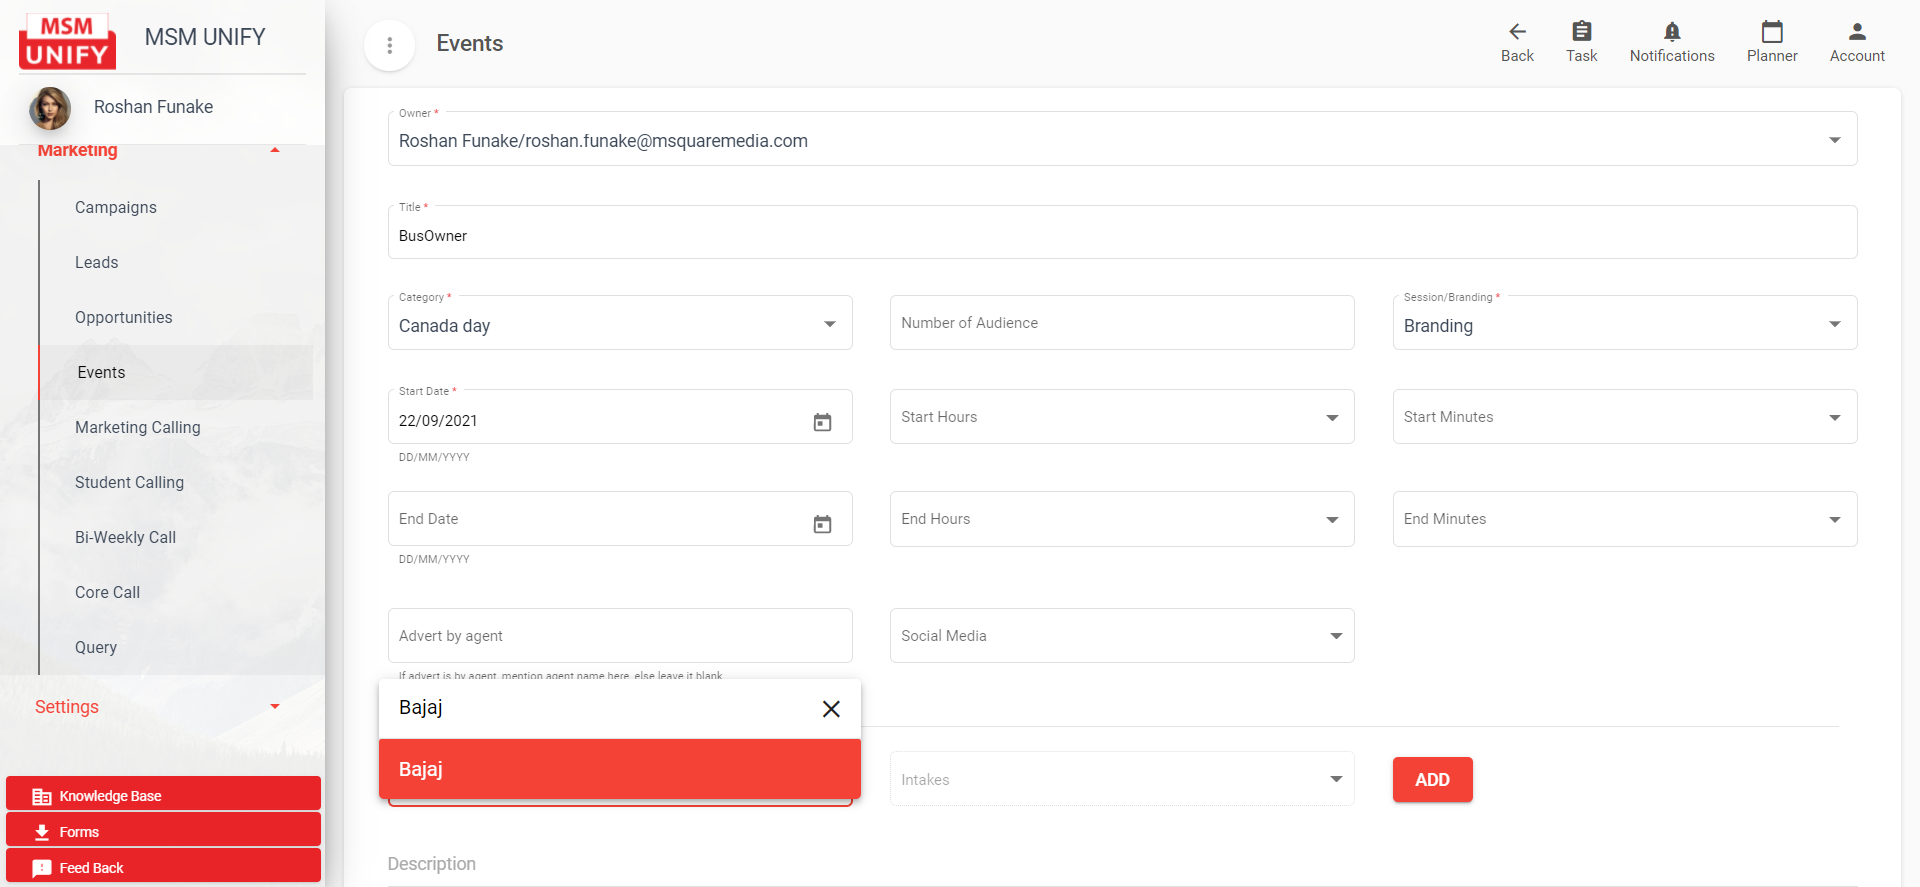 MSM
UNIFY
MSM UNIFY
Roshan Funake
Marketing
Campaigns
Leads
Opportunities
Events
Marketing Calling
Student Calling
Bi-Weekly Call
Core Call
Query
Settings
Knowledge Base
Forms
Feed Back
Events
Back
Task
Notifications
Planner
Account
Owner *
Roshan Funake/roshan.funake@msquaremedia.com
Title *
BusOwner
Category *
Canada day
Number of Audience
Session/Branding *
Branding
Start Date *
22/09/2021
DD/MM/YYYY
Start Hours
Start Minutes
End Date
DD/MM/YYYY
End Hours
End Minutes
Advert by agent
If advert is by agent, mention agent name here, else leave it blank
Social Media
Bajaj
Bajaj
Intakes
ADD
Description